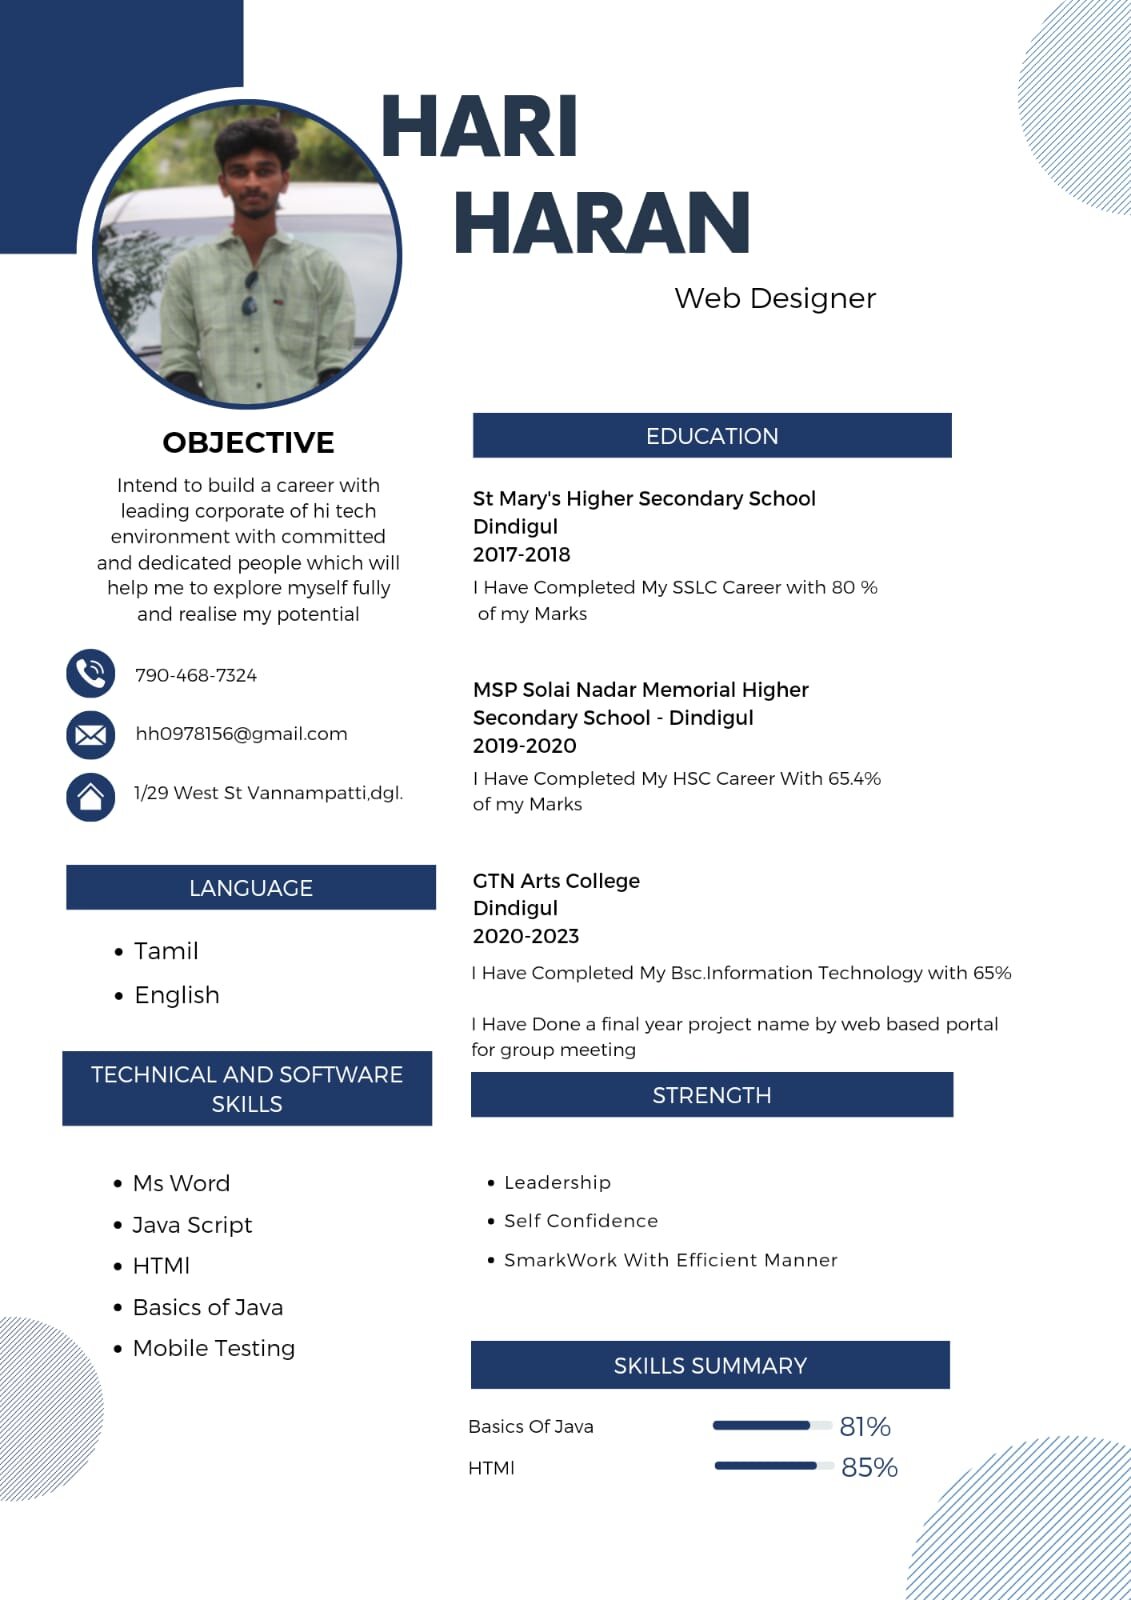 HARI
HARAN
Web Designer
OBJECTIVE
Intend to build a career with
leading corporate of hi tech
environment with committed
and dedicated people which will
help me to explore myself fully
and realise my potential
790-468-7324
hh0978156@gmail.com
1/29 West St Vannampatti,dgl.
LANGUAGE
• Tamil
• English
TECHNICAL AND SOFTWARE
SKILLS
• Ms Word
• Java Script
• HTMl
• Basics of Java
• Mobile Testing
EDUCATION
St Mary's Higher Secondary School
Dindigul
2017-2018
I Have Completed My SSLC Career with 80 %
of my Marks
MSP Solai Nadar Memorial Higher
Secondary School - Dindigul
2019-2020
I Have Completed My HSC Career With 65.4%
of my Marks
GTN Arts College
Dindigul
2020-2023
I Have Completed My Bsc.Information Technology with 65%
I Have Done a final year project name by web based portal
for group meeting
STRENGTH
• Leadership
• Self Confidence
• SmarkWork With Efficient Manner
SKILLS SUMMARY
Basics Of Java 81%
HTMl 85%